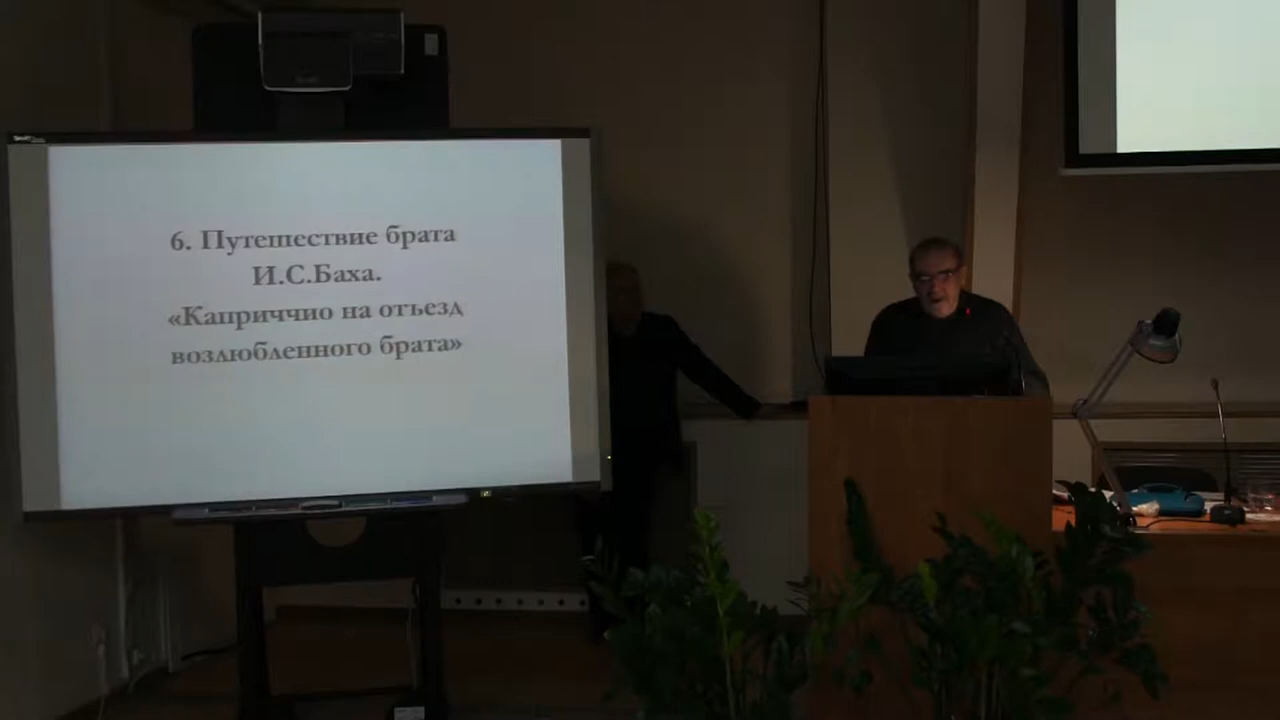 6. Путешествие брата
И.С.Баха.
«Каприччио на отъезд
возлюбленного брата»